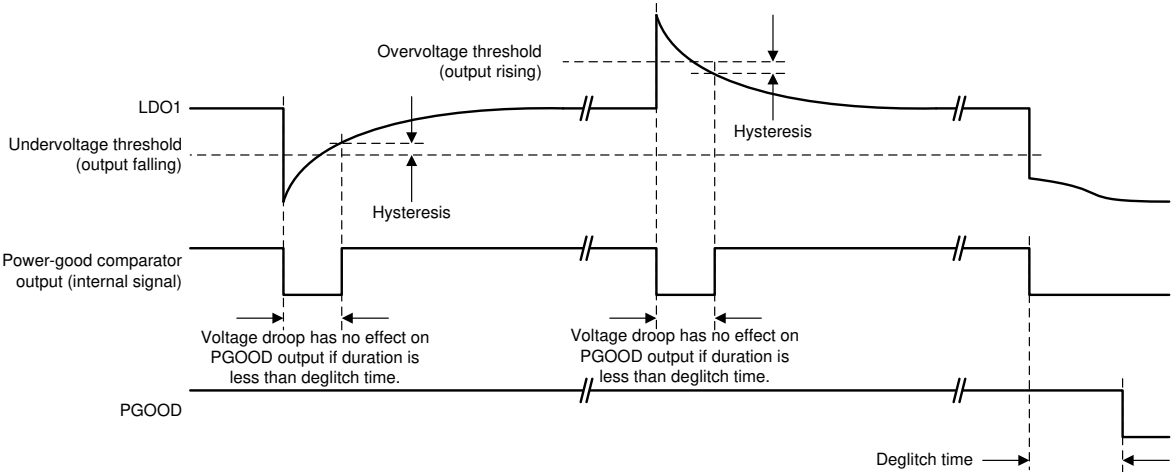 Overvoltage threshold
(output rising)
LDO1
Hysteresis
Undervoltage threshold
(output falling)
Hysteresis
Power-good comparator
output (internal signal)
Voltage droop has no effect on
PGOOD output if duration is
less than deglitch time.
Voltage droop has no effect on
PGOOD output if duration is
less than deglitch time.
PGOOD
Deglitch time